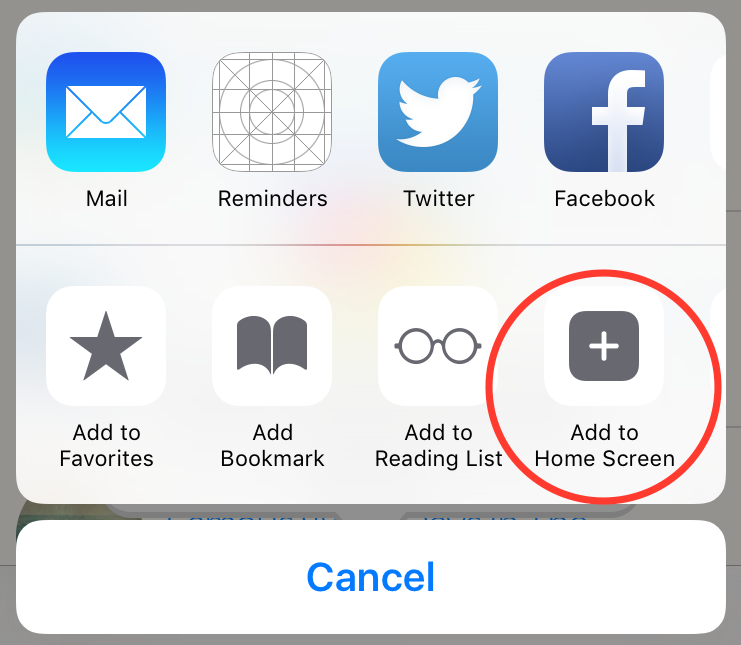 Mail
Reminders
Twitter
Facebook
Add to
Favorites
Add
Bookmark
Add to
Reading List
Add to
Home Screen
Cancel